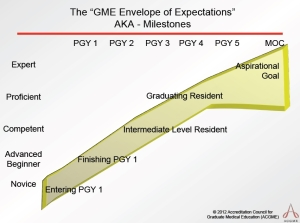 The “GME Envelope of Expectations”
AKA - Milestones
PGY 1 PGY 2 PGY 3 PGY 4 PGY 5 MOC
Expert
Aspirational
Goal
Proficient
Graduating Resident
Competent
Intermediate Level Resident
Advanced
Beginner
Finishing PGY 1
Novice
Entering PGY 1
© 2012 Accreditation Council for
Graduate Medical Education (ACGME)